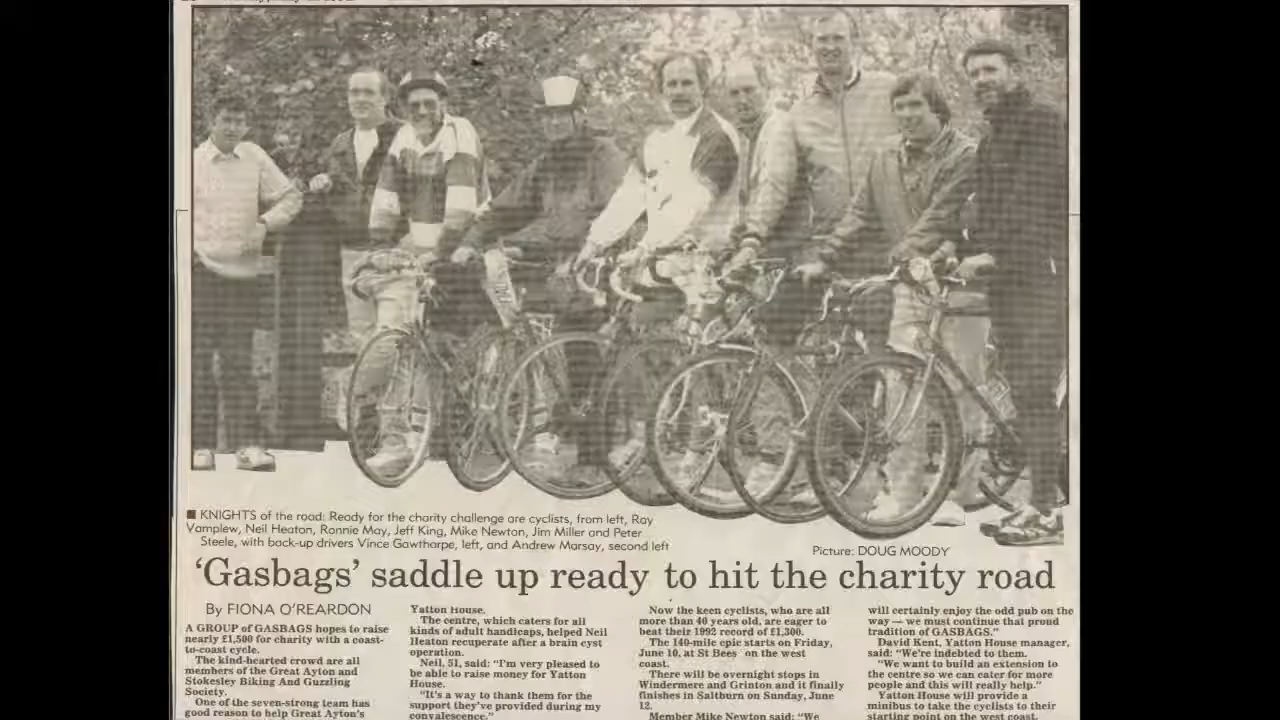 ■ KNIGHTS of the road: Ready for the charity challenge are cyclists, from left, Ray
Vamplew, Neil Heaton, Ronnie May, Jeff King, Mike Newton, Jim Miller and Peter
Steele, with back-up drivers Vince Gawtharpe, left, and Andrew Marsay, second left
Picture: DOUG MOODY
‘Gasbags’ saddle up ready to hit the charity road
By FIONA O’REARDON
A GROUP of GASBAGS hopes to raise
nearly £1,500 for charity with a coast-
to-coast cycle.
The kind-hearted crowd are all
members of the Great Ayton and
Stokesley Biking And Guzzling
Society.
One of the seven-strong team has
good reason to help Great Ayton’s
Yatton House.
The centre, which caters for all
kinds of adult handicaps, helped Neil
Heaton recuperate after a brain cyst
operation.
Neil, 51, said: “I’m very pleased to
be able to raise money for Yatton
House.
“It’s a way to thank them for the
support they’ve provided during my
convalescence.”
Now the keen cyclists, who are all
more than 40 years old, are eager to
beat their 1992 record of £1,300.
The 140-mile epic starts on Friday,
June 10, at St Bees on the west
coast.
There will be overnight stops in
Windermere and Grinton and it finally
finishes in Saltburn on Sunday, June
12.
Member Mike Newton said: “We
will certainly enjoy the odd pub on the
way — we must continue that proud
tradition of GASBAGS.”
David Kent, Yatton House manager,
said: “We’re indebted to them.
“We want to build an extension to
the centre so we can cater for more
people and this will really help.”
Yatton House will provide a
minibus to take the cyclists to their
starting point on the west coast.